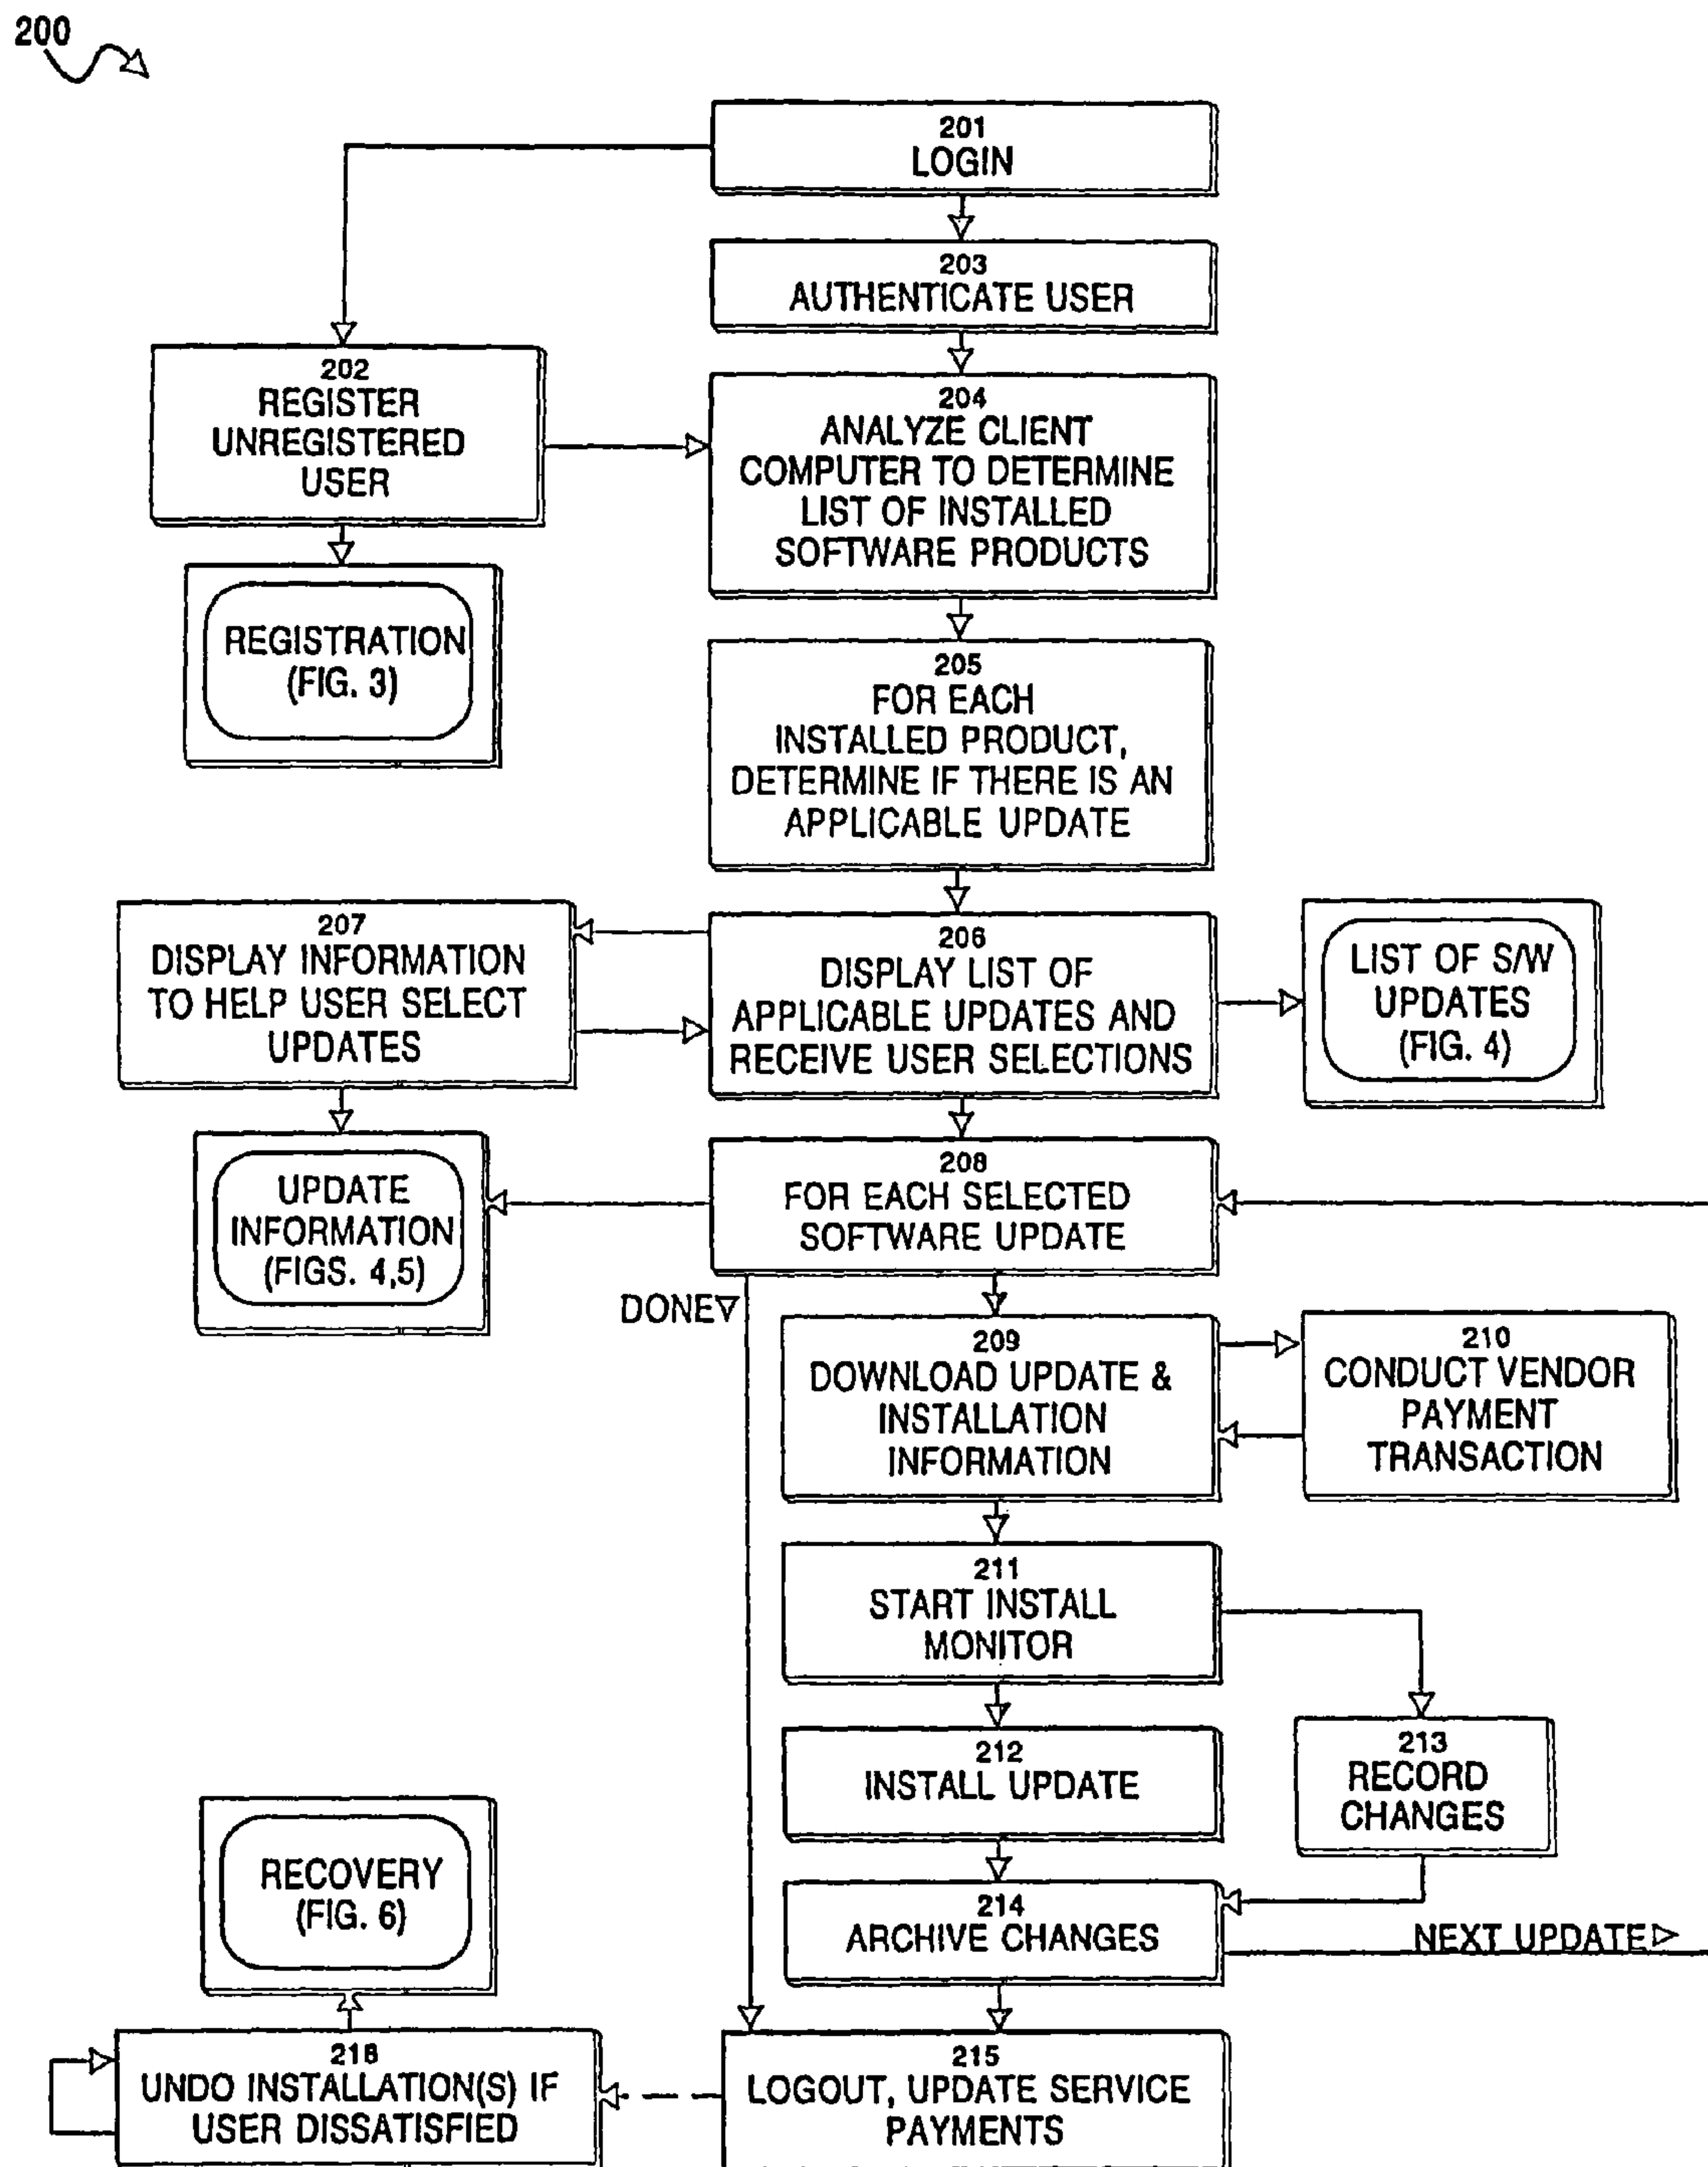 200
201
LOGIN
203
AUTHENTICATE USER
202
REGISTER
UNREGISTERED
USER
204
ANALYZE CLIENT
COMPUTER TO DETERMINE
LIST OF INSTALLED
SOFTWARE PRODUCTS
REGISTRATION
(FIG. 3)
205
FOR EACH
INSTALLED PRODUCT,
DETERMINE IF THERE IS AN
APPLICABLE UPDATE
207
DISPLAY INFORMATION
TO HELP USER SELECT
UPDATES
206
DISPLAY LIST OF
APPLICABLE UPDATES AND
RECEIVE USER SELECTIONS
LIST OF S/W
UPDATES
(FIG. 4)
UPDATE
INFORMATION
(FIGS. 4,5)
208
FOR EACH SELECTED
SOFTWARE UPDATE
DONE
209
DOWNLOAD UPDATE &
INSTALLATION
INFORMATION
210
CONDUCT VENDOR
PAYMENT
TRANSACTION
211
START INSTALL
MONITOR
212
INSTALL UPDATE
213
RECORD
CHANGES
RECOVERY
(FIG. 6)
214
ARCHIVE CHANGES
NEXT UPDATE
216
UNDO INSTALLATION(S) IF
USER DISSATISFIED
215
LOGOUT, UPDATE SERVICE
PAYMENTS